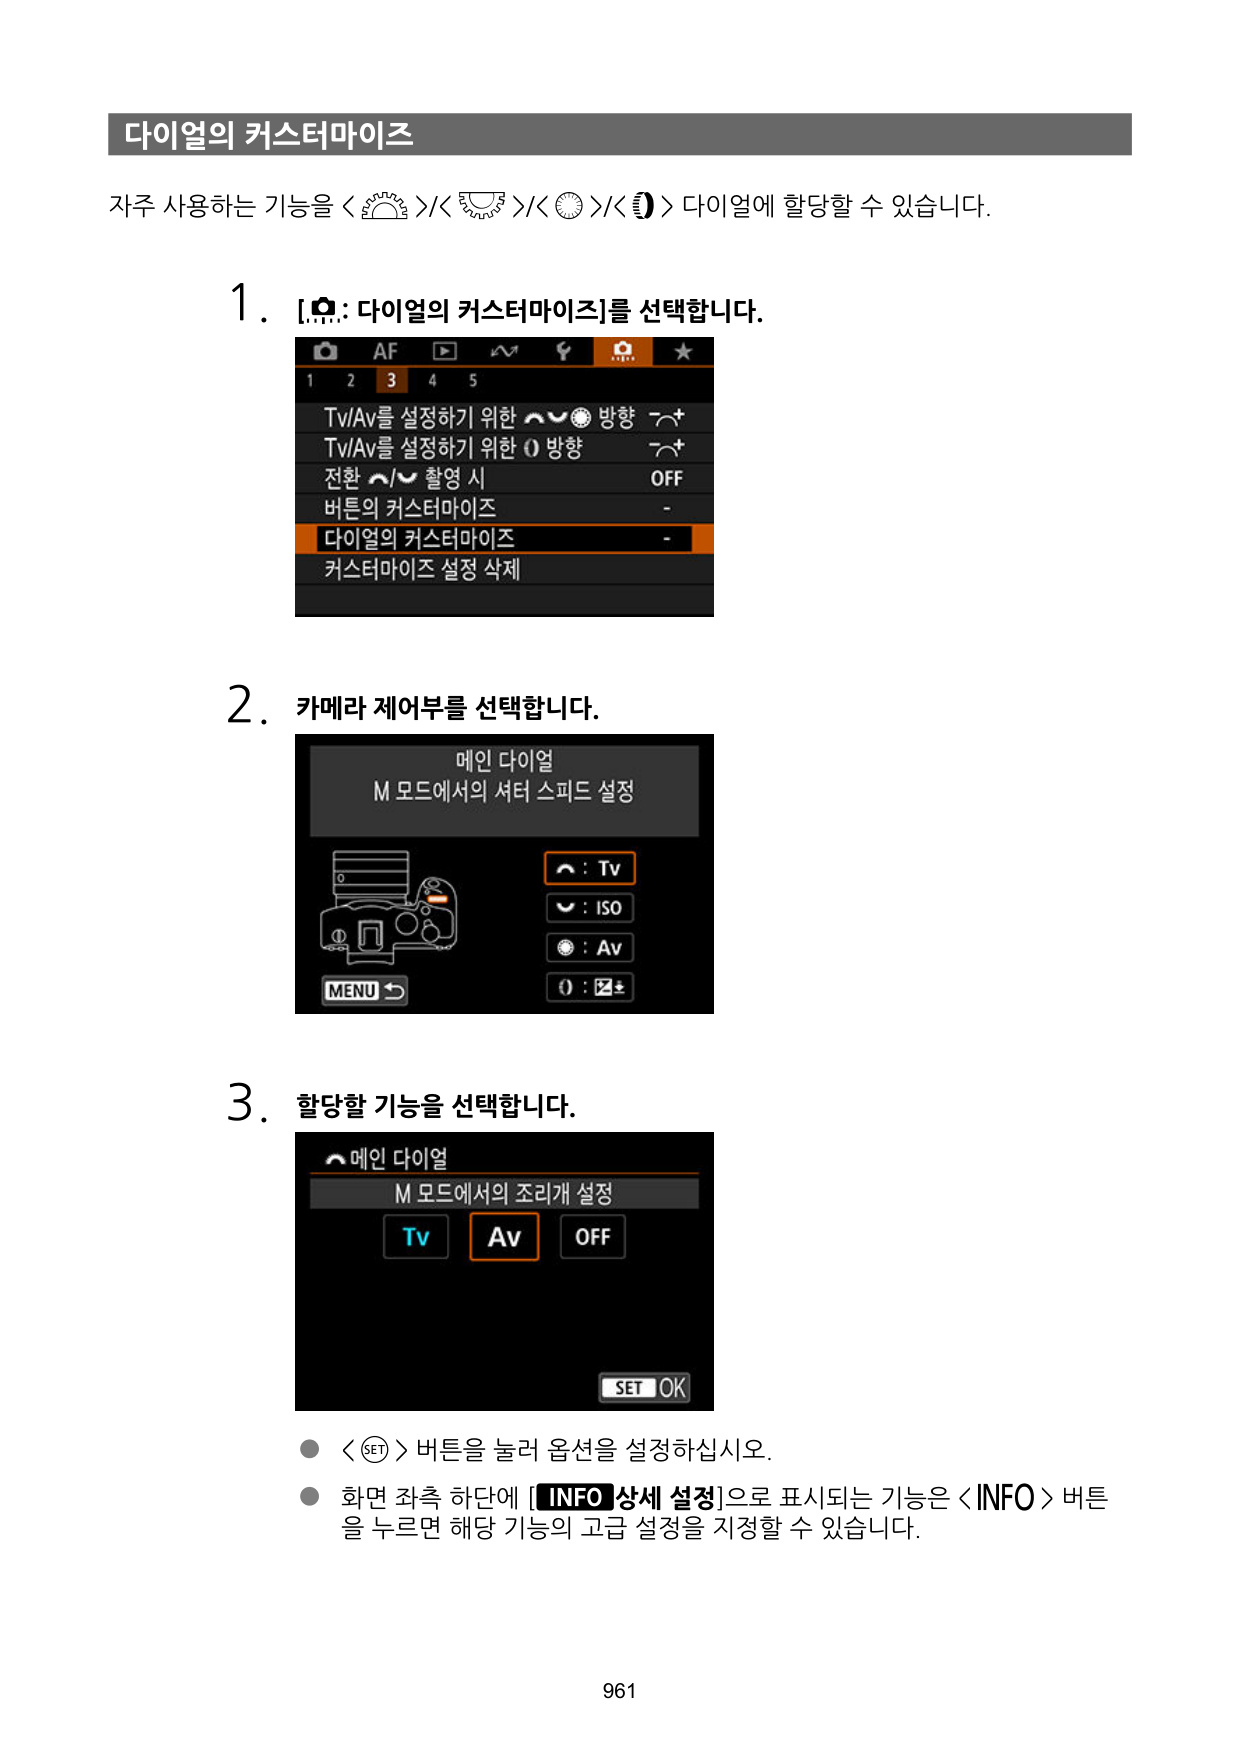 다이얼의 커스터마이즈
자주 사용하는 기능을 < >/< >/< >/< > 다이얼에 할당할 수 있습니다.
1. [ : 다이얼의 커스터마이즈]를 선택합니다.
AF
1 2 3 4 5
Tv/Av를 설정하기 위한 방향 -+
Tv/Av를 설정하기 위한 방향 -+
전환 / 촬영 시 OFF
버튼의 커스터마이즈 -
다이얼의 커스터마이즈 -
커스터마이즈 설정 삭제
2. 카메라 제어부를 선택합니다.
메인 다이얼
M 모드에서의 셔터 스피드 설정
: Tv
: ISO
: Av
MENU :
3. 할당할 기능을 선택합니다.
메인 다이얼
M 모드에서의 조리개 설정
Tv Av OFF
SET OK
● < SET > 버튼을 눌러 옵션을 설정하십시오.
● 화면 좌측 하단에 [INFO 상세 설정]으로 표시되는 기능은 < INFO > 버튼
을 누르면 해당 기능의 고급 설정을 지정할 수 있습니다.
961